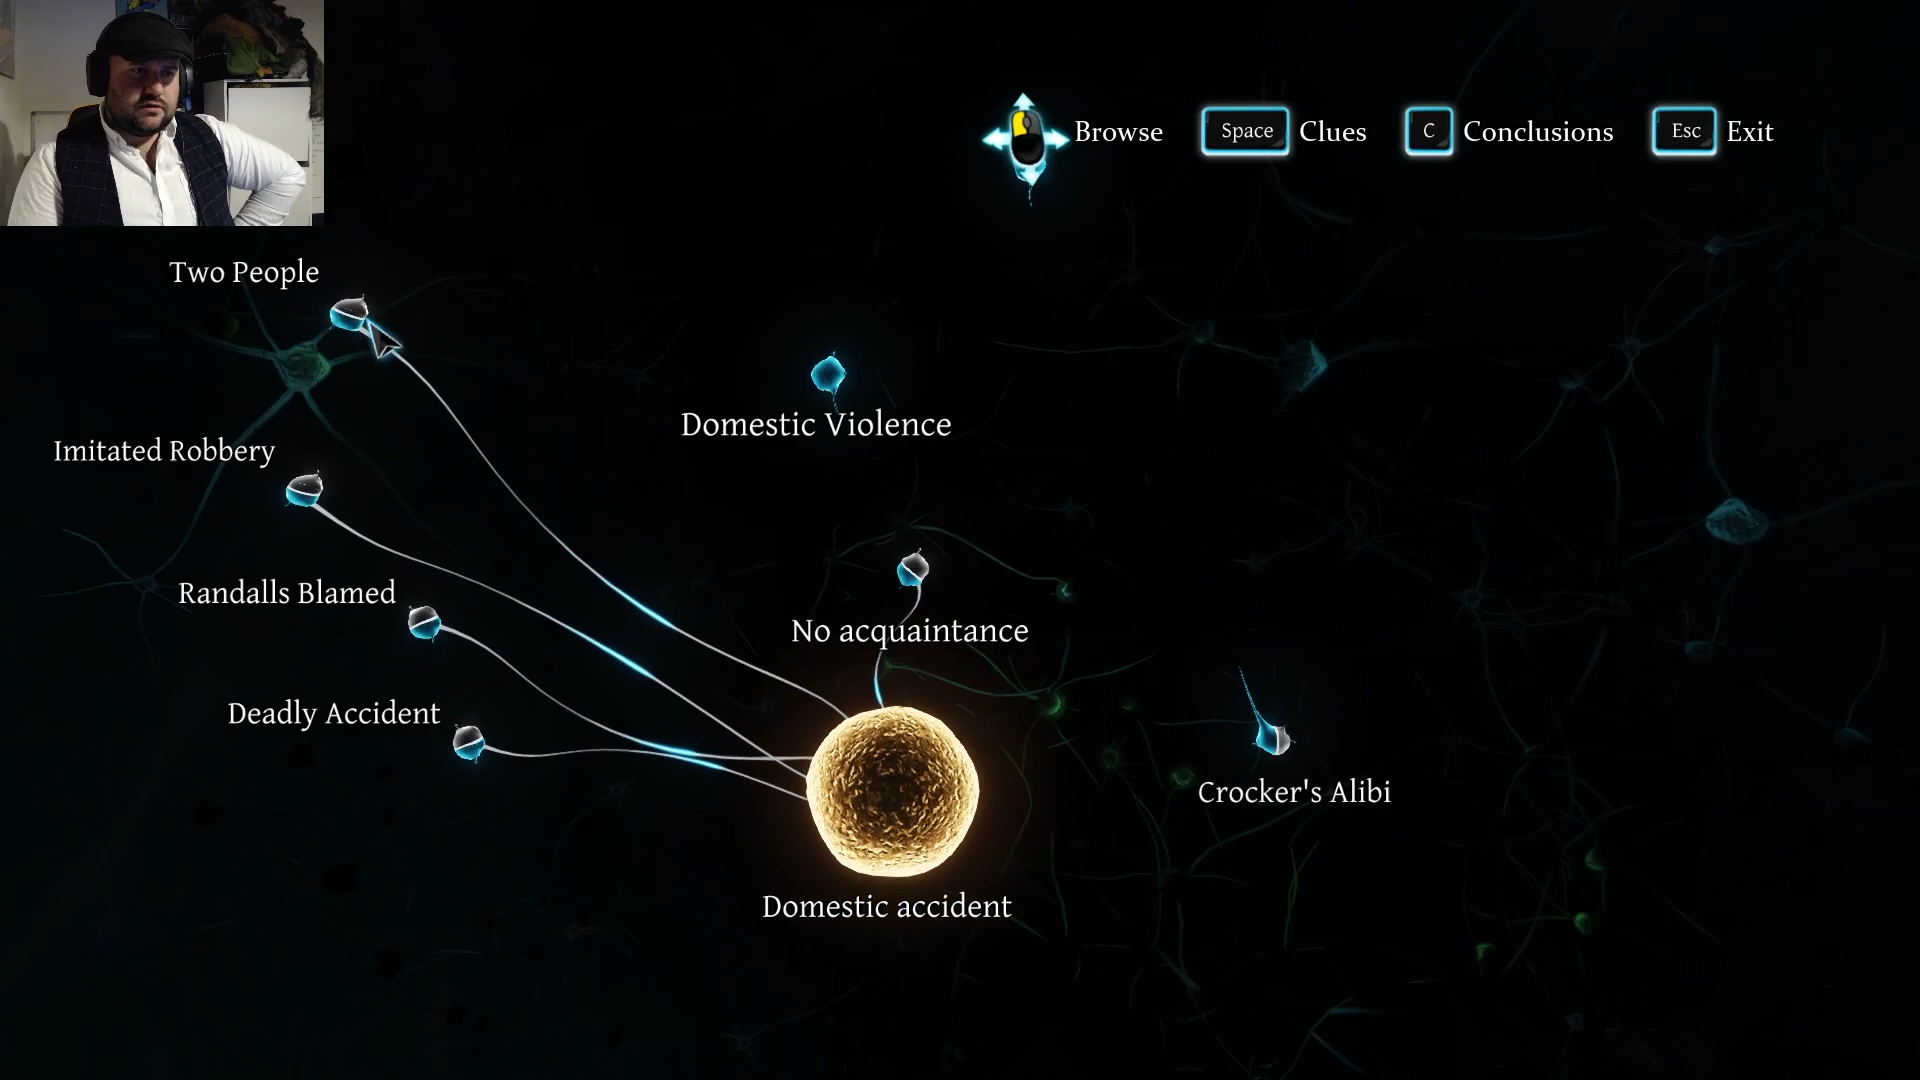 Browse
Space
Clues
C
Conclusions
Esc
Exit
Two People
Domestic Violence
Imitated Robbery
Randalls Blamed
No acquaintance
Deadly Accident
Crocker's Alibi
Domestic accident